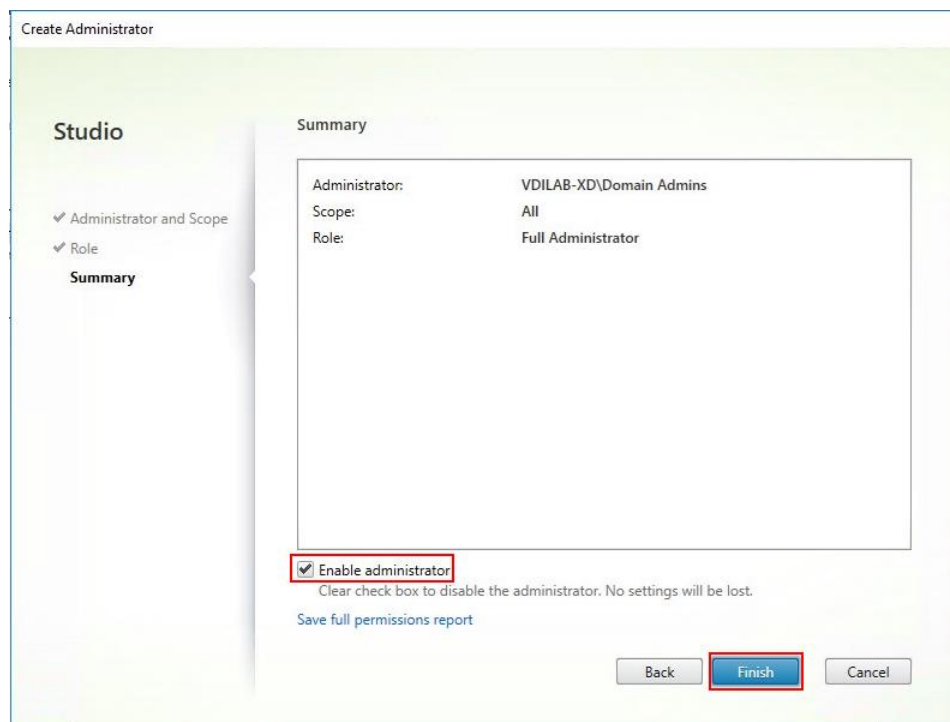 Create Administrator
Studio
Administrator and Scope
Role
Summary
Summary
Administrator: VDILAB-XD\Domain Admins
Scope: All
Role: Full Administrator
Enable administrator
Clear check box to disable the administrator. No settings will be lost.
Save full permissions report
Back Finish Cancel